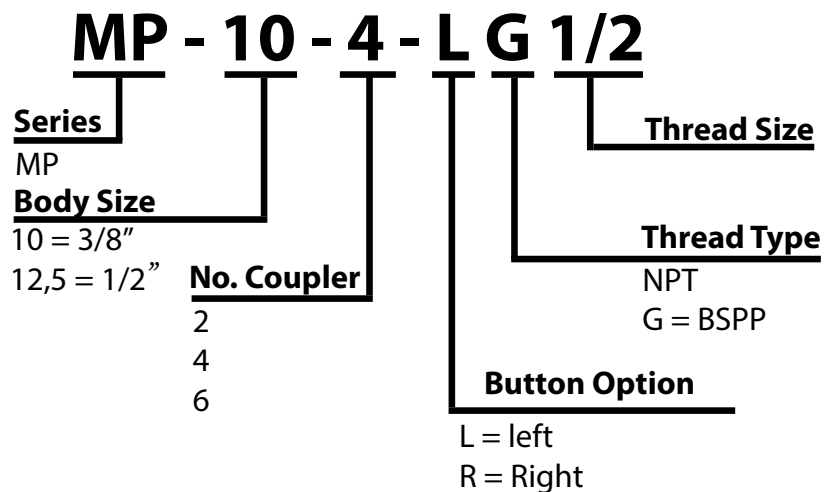 MP - 10 - 4 - L G 1/2
Series
MP
Body Size
10 = 3/8”
12,5 = 1/2”
No. Coupler
2
4
6
Thread Size
Thread Type
NPT
G = BSPP
Button Option
L = left
R = Right